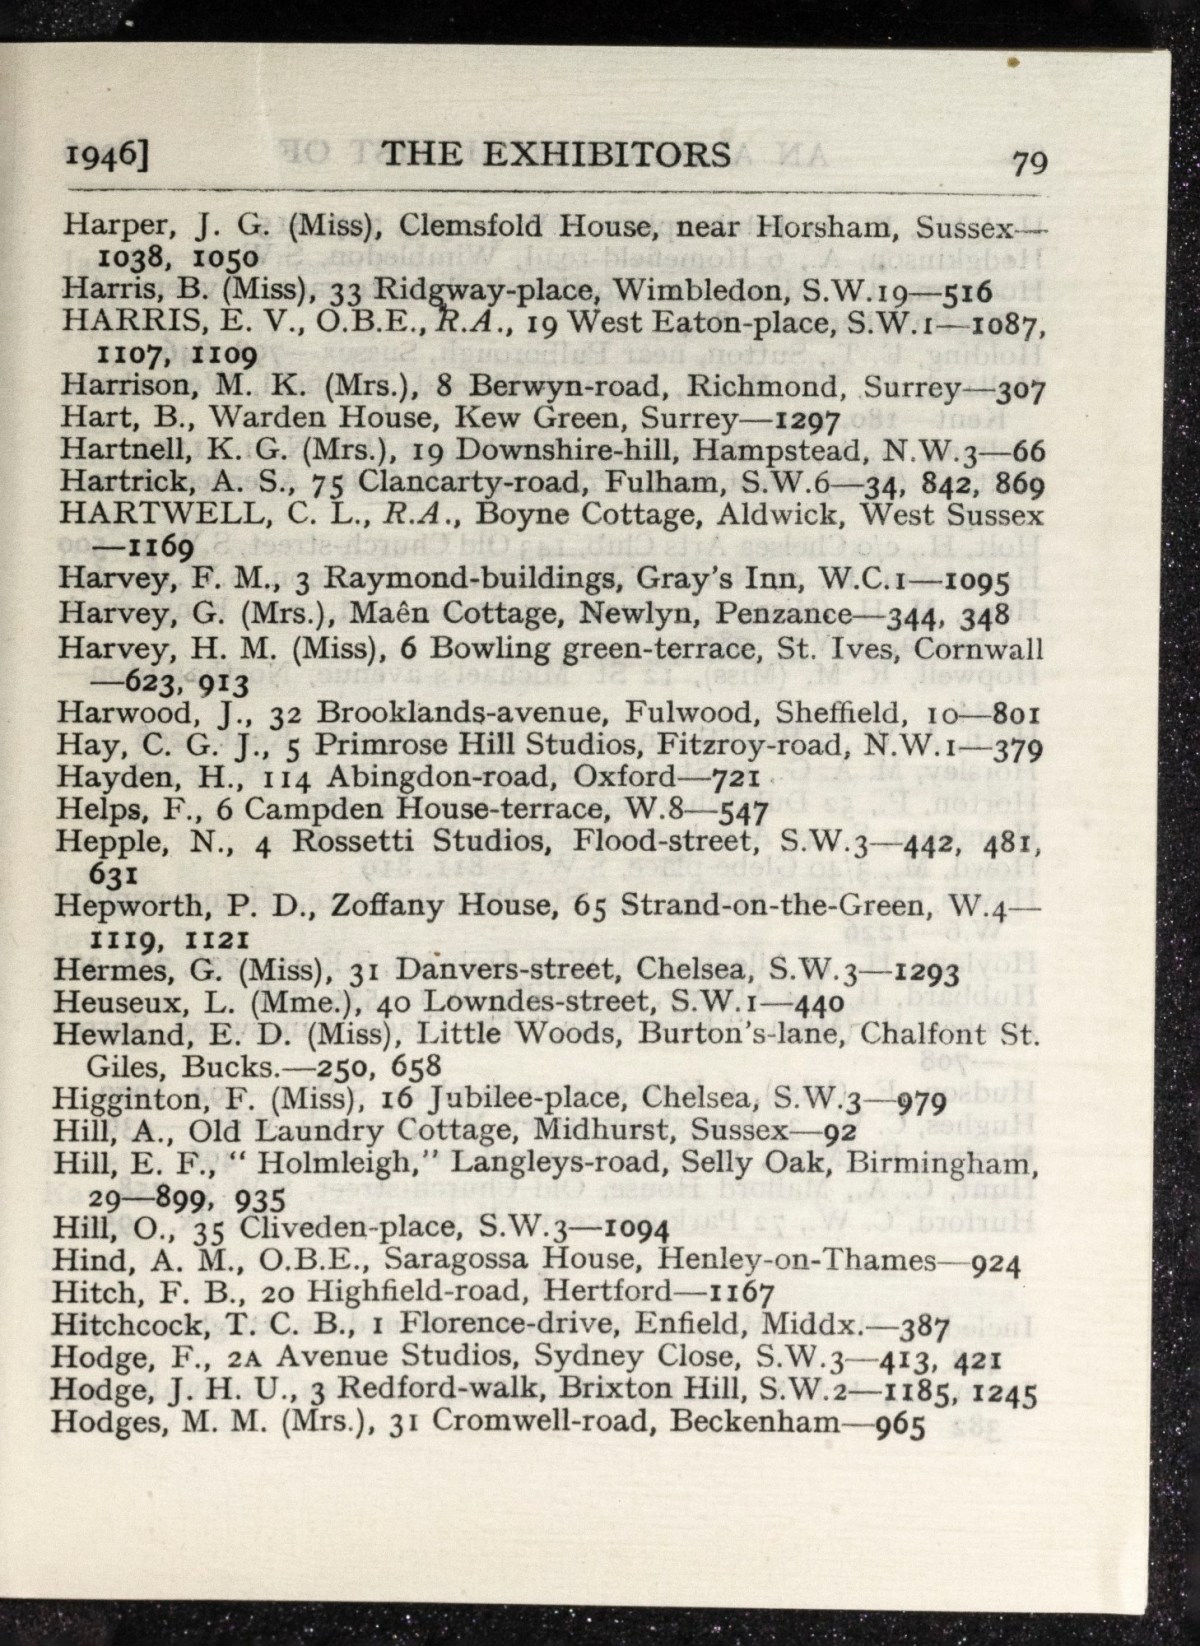 1946] THE EXHIBITORS 79
Harper, J. G. (Miss), Clemsfold House, near Horsham, Sussex—
1038, 1050
Harris, B. (Miss), 33 Ridgway-place, Wimbledon, S.W.19—516
HARRIS, E. V., O.B.E., R.A., 19 West Eaton-place, S.W.1—1087,
1107, 1109
Harrison, M. K. (Mrs.), 8 Berwyn-road, Richmond, Surrey—307
Hart, B., Warden House, Kew Green, Surrey—1297
Hartnell, K. G. (Mrs.), 19 Downshire-hill, Hampstead, N.W.3—66
Hartrick, A. S., 75 Clancarty-road, Fulham, S.W.6—34, 842, 869
HARTWELL, C. L., R.A., Boyne Cottage, Aldwick, West Sussex
—1169
Harvey, F. M., 3 Raymond-buildings, Gray's Inn, W.C.1—1095
Harvey, G. (Mrs.), Maên Cottage, Newlyn, Penzance—344, 348
Harvey, H. M. (Miss), 6 Bowling green-terrace, St. Ives, Cornwall
—623, 913
Harwood, J., 32 Brooklands-avenue, Fulwood, Sheffield, 10—801
Hay, C. G. J., 5 Primrose Hill Studios, Fitzroy-road, N.W.1—379
Hayden, H., 114 Abingdon-road, Oxford—721
Helps, F., 6 Campden House-terrace, W.8—547
Hepple, N., 4 Rossetti Studios, Flood-street, S.W.3—442, 481,
631
Hepworth, P. D., Zoffany House, 65 Strand-on-the-Green, W.4—
1119, 1121
Hermes, G. (Miss), 31 Danvers-street, Chelsea, S.W.3—1293
Heuseux, L. (Mme.), 40 Lowndes-street, S.W.1—440
Hewland, E. D. (Miss), Little Woods, Burton's-lane, Chalfont St.
Giles, Bucks.—250, 658
Higginton, F. (Miss), 16 Jubilee-place, Chelsea, S.W.3—979
Hill, A., Old Laundry Cottage, Midhurst, Sussex—92
Hill, E. F., "Holmleigh," Langleys-road, Selly Oak, Birmingham,
29—899, 935
Hill, O., 35 Cliveden-place, S.W.3—1094
Hind, A. M., O.B.E., Saragossa House, Henley-on-Thames—924
Hitch, F. B., 20 Highfield-road, Hertford—1167
Hitchcock, T. C. B., 1 Florence-drive, Enfield, Middx.—387
Hodge, F., 2A Avenue Studios, Sydney Close, S.W.3—413, 421
Hodge, J. H. U., 3 Redford-walk, Brixton Hill, S.W.2—1185, 1245
Hodges, M. M. (Mrs.), 31 Cromwell-road, Beckenham—965